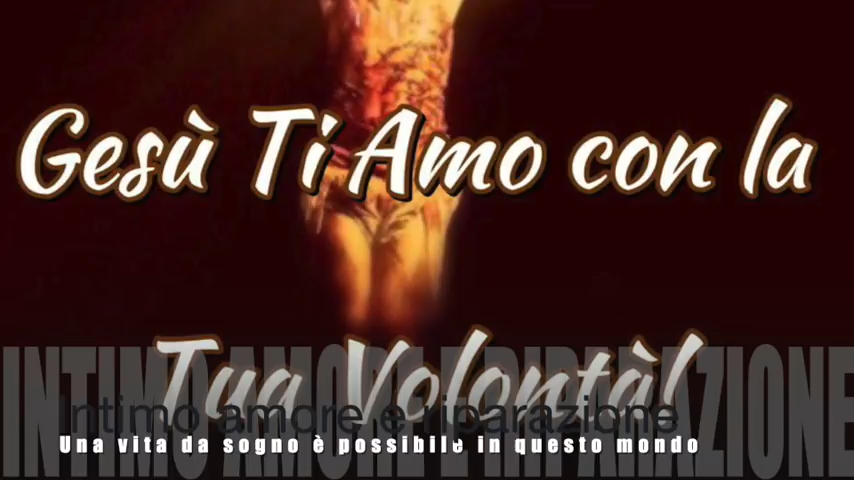 Gesù Ti Amo con la
Tua Volontà!
INTIMO AMORE E RIPARAZIONE
Intimo amore e riparazione
Una vita da sogno è possibile in questo mondo